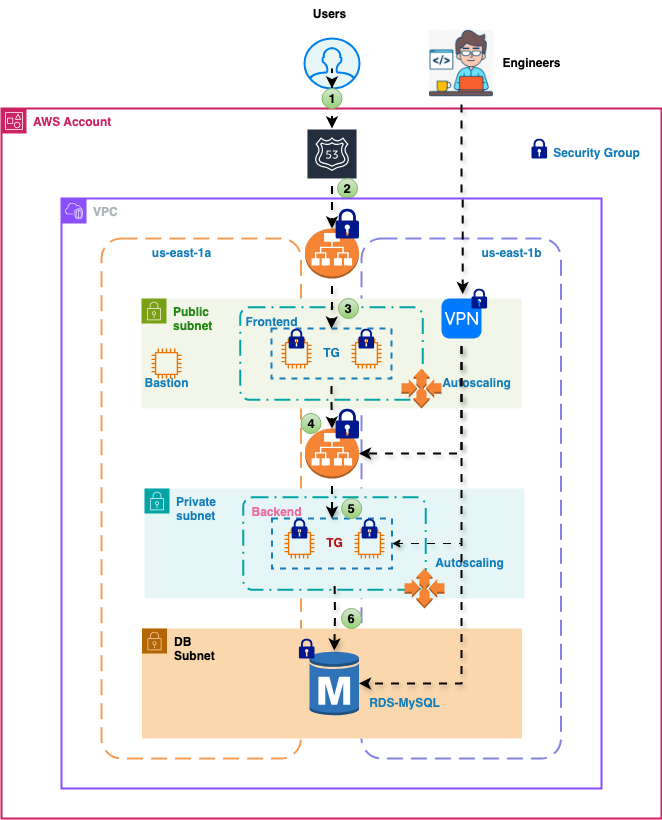 Users
Engineers
</>
1
AWS Account
53
Security Group
2
VPC
us-east-1a
us-east-1b
Public
subnet
3
Frontend
VPN
TG
Bastion
Autoscaling
4
Private
subnet
5
Backend
TG
Autoscaling
6
DB
Subnet
M
RDS-MySQL